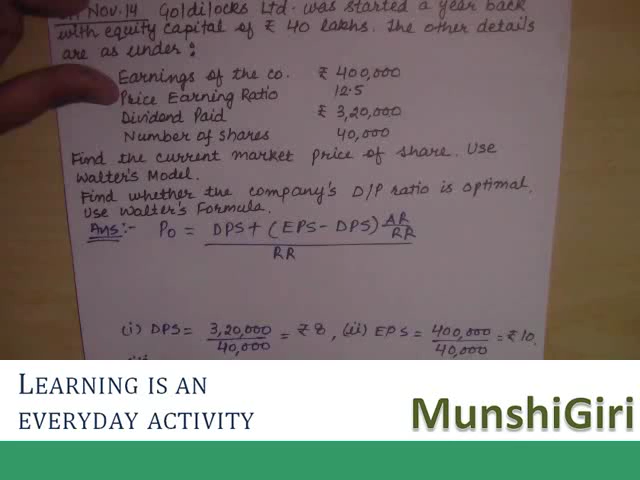 Nov.14 Goldilocks Ltd. was started a year back
with equity capital of ₹ 40 lakhs. The other details
are as under:
Earnings of the co. ₹ 400,000
Price Earning Ratio 12.5
Dividend Paid ₹ 3,20,000
Number of shares 40,000
Find the current market price of share. Use
Walter's Model.
Find whether the company's D/P ratio is optimal.
Use Walter's Formula.
Ans:- P0 = DPS + (EPS - DPS) AR/RR
RR
(i) DPS = 3,20,000/40,000 = ₹ 8, (ii) EPS = 400,000/40,000 = ₹ 10.
LEARNING IS AN
EVERYDAY ACTIVITY
MunshiGiri